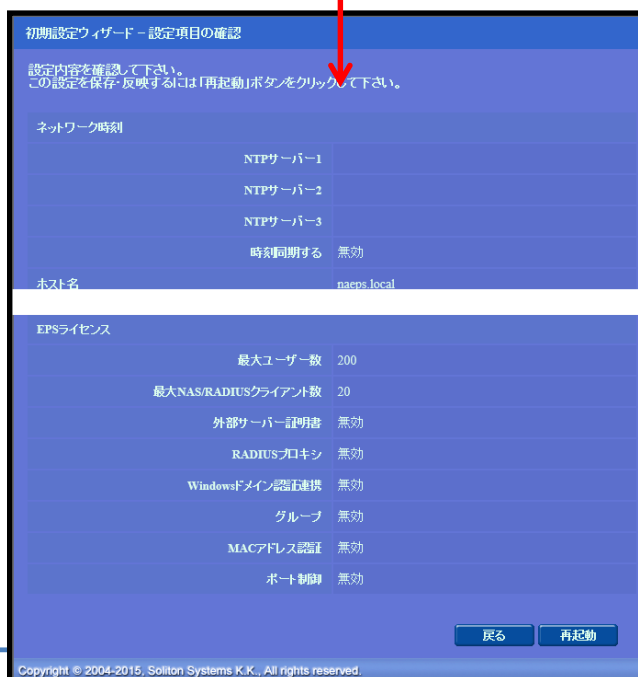 初期設定ウィザード－設定項目の確認
設定内容を確認して下さい。
この設定を保存・反映するには「再起動」ボタンをクリックして下さい。
ネットワーク時刻
NTPサーバー1
NTPサーバー2
NTPサーバー3
時刻同期する 無効
ホスト名 naeps.local
EPSライセンス
最大ユーザー数 200
最大NAS/RADIUSクライアント数 20
外部サーバー証明書 無効
RADIUSプロキシ 無効
Windowsドメイン認証連携 無効
グループ 無効
MACアドレス認証 無効
ポート制御 無効
戻る 再起動
Copyright © 2004-2015, Soliton Systems K.K., All rights reserved.